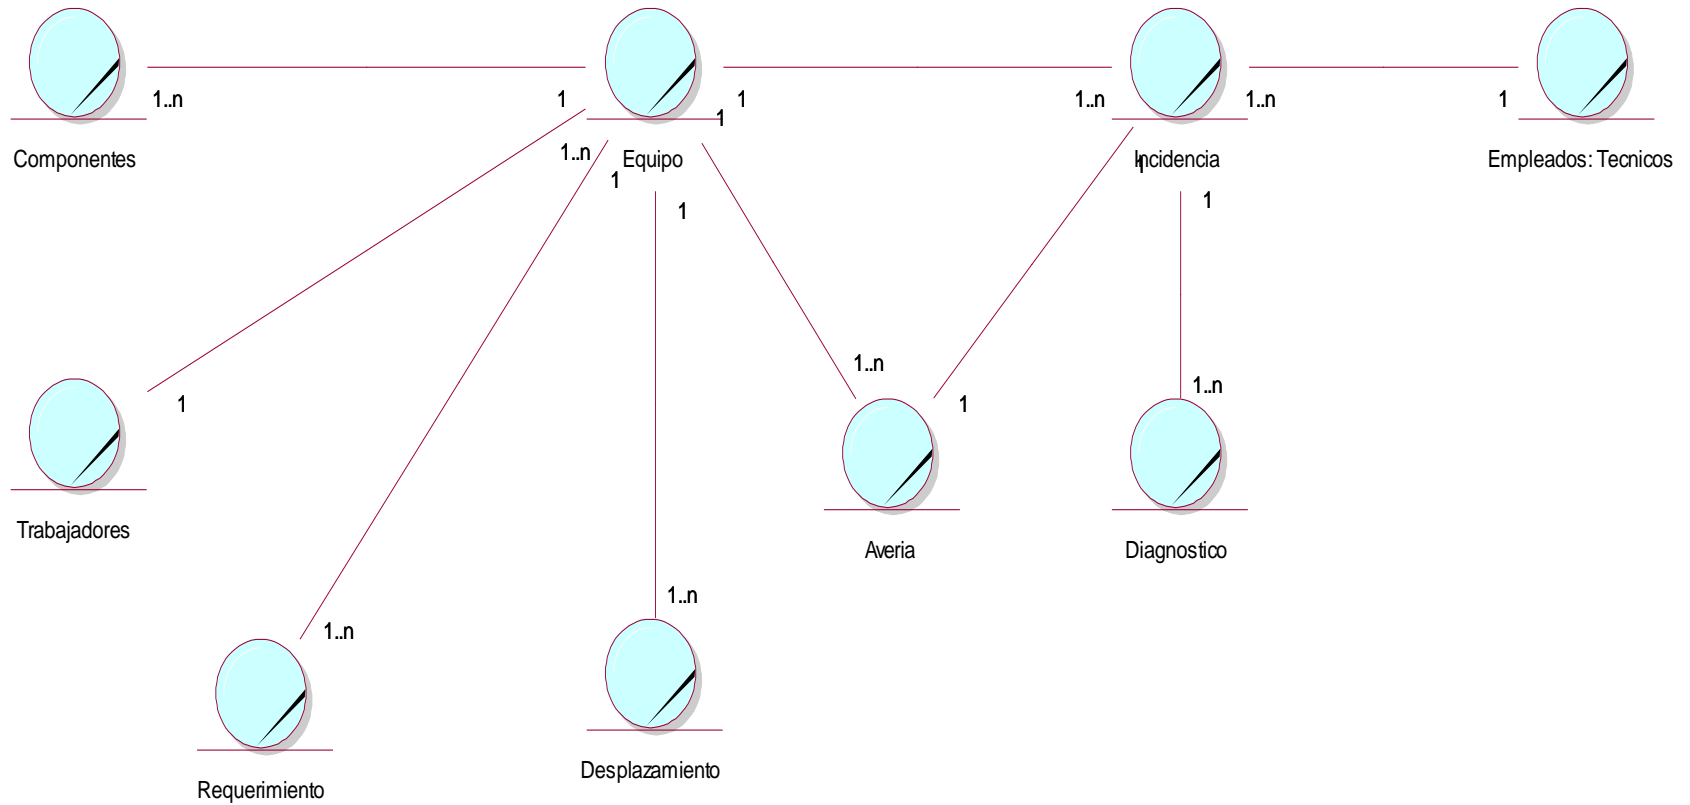 1..n
1
1
1..n
1..n
1
1
Componentes
1..n
Equipo
Incidencia
1
Empleados: Tecnicos
1
1
1
1..n
1..n
1
1
Trabajadores
Averia
Diagnostico
1..n
1..n
Desplazamiento
Requerimiento